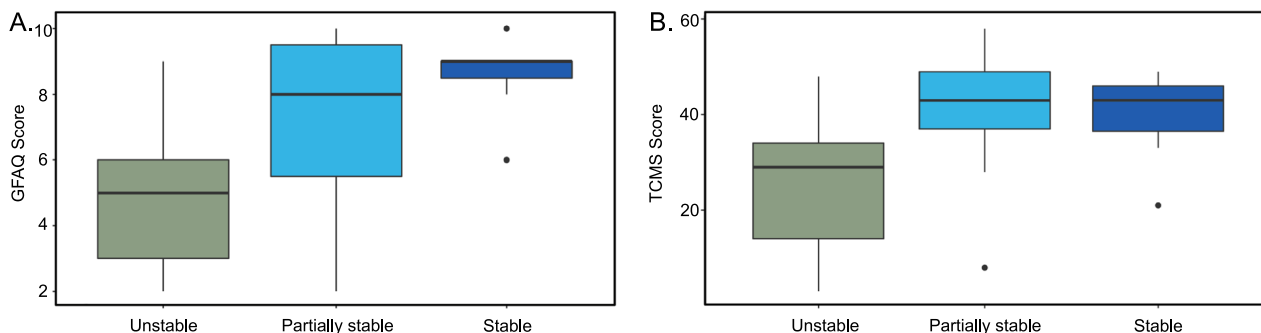 A.
GFAQ Score
10
8
6
4
2
Unstable
Partially stable
Stable
B.
TCMS Score
60
40
20
Unstable
Partially stable
Stable